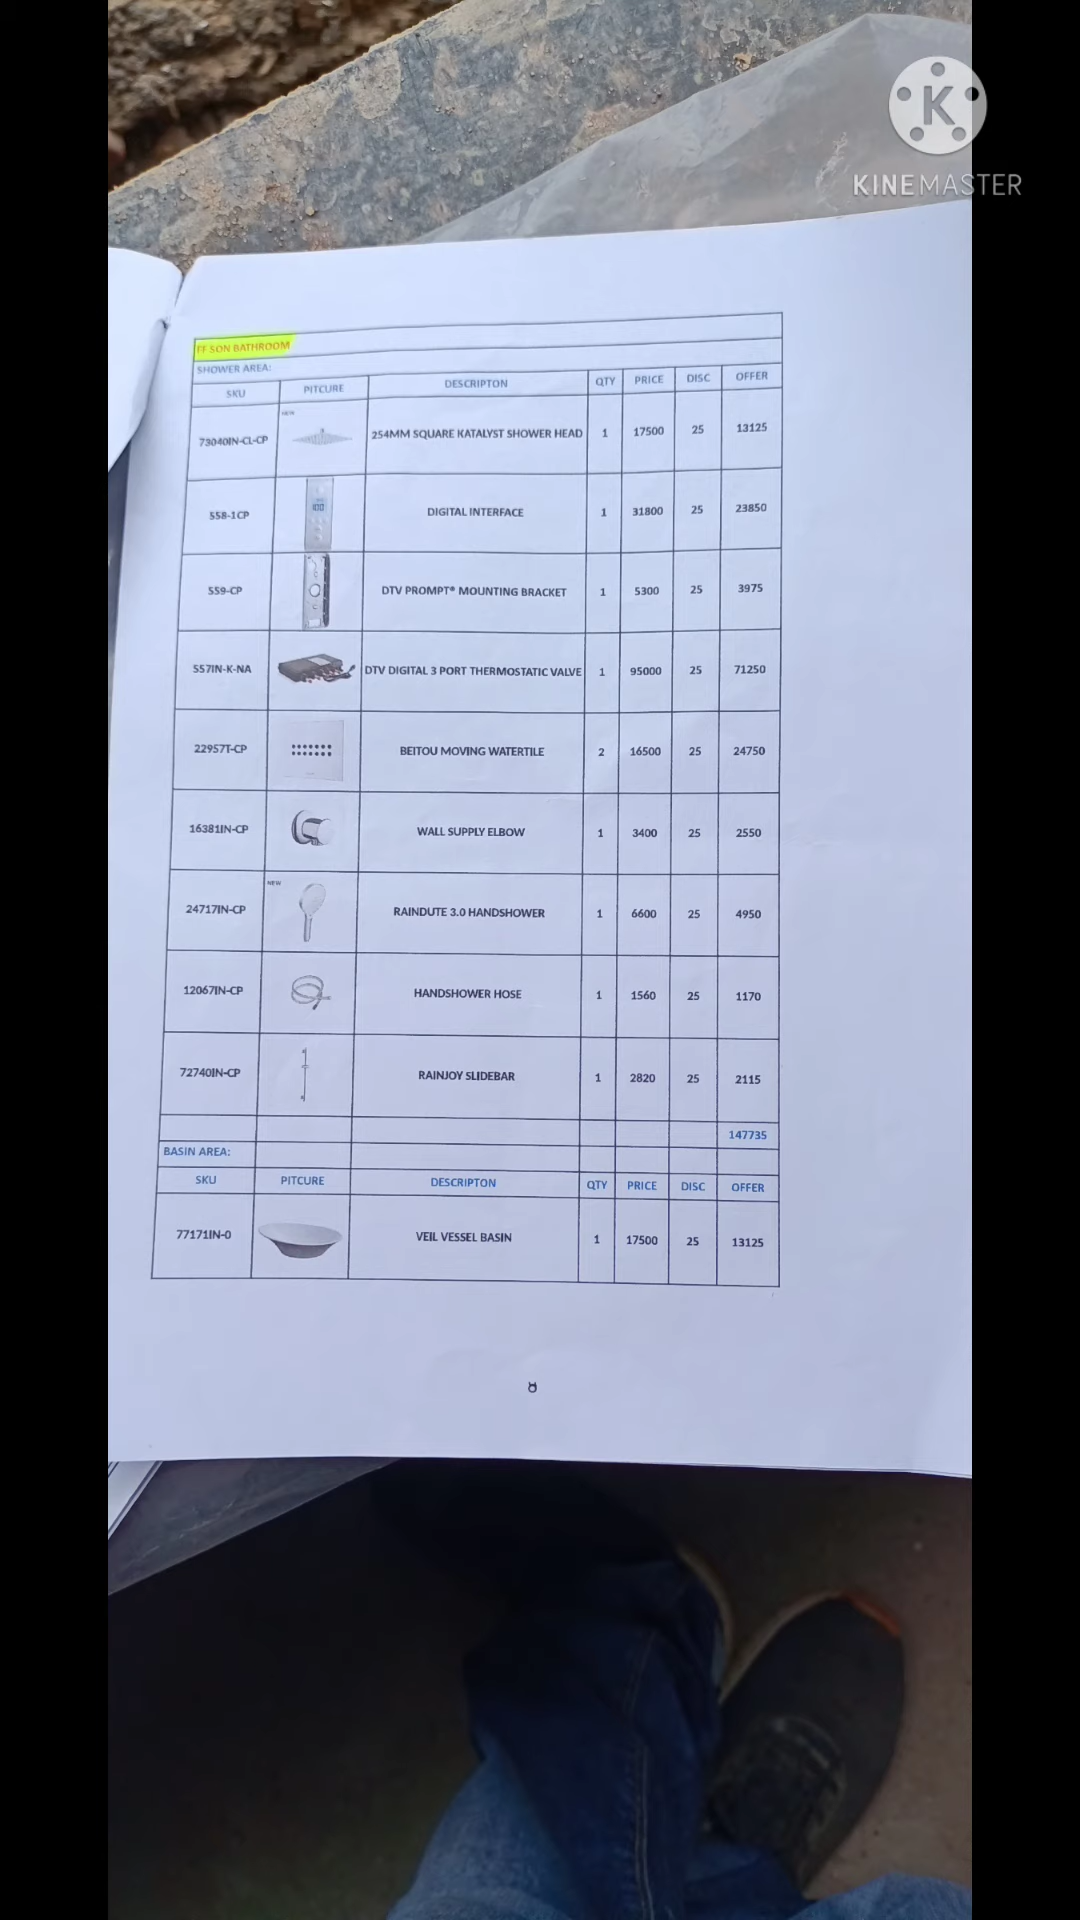 K
KINEMASTER
FF SON BATHROOM
SHOWER AREA:
SKU PITCURE DESCRIPTON QTY PRICE DISC OFFER
73040IN-CL-CP NEW 254MM SQUARE KATALYST SHOWER HEAD 1 17500 25 13125
558-1CP 100 DIGITAL INTERFACE 1 31800 25 23850
559-CP DTV PROMPT® MOUNTING BRACKET 1 5300 25 3975
557IN-K-NA DTV DIGITAL 3 PORT THERMOSTATIC VALVE 1 95000 25 71250
22957T-CP BEITOU MOVING WATERTILE 2 16500 25 24750
16381IN-CP WALL SUPPLY ELBOW 1 3400 25 2550
24717IN-CP NEW RAINDUTE 3.0 HANDSHOWER 1 6600 25 4950
12067IN-CP HANDSHOWER HOSE 1 1560 25 1170
72740IN-CP RAINJOY SLIDEBAR 1 2820 25 2115
147735
BASIN AREA:
SKU PITCURE DESCRIPTON QTY PRICE DISC OFFER
77171IN-0 VEIL VESSEL BASIN 1 17500 25 13125